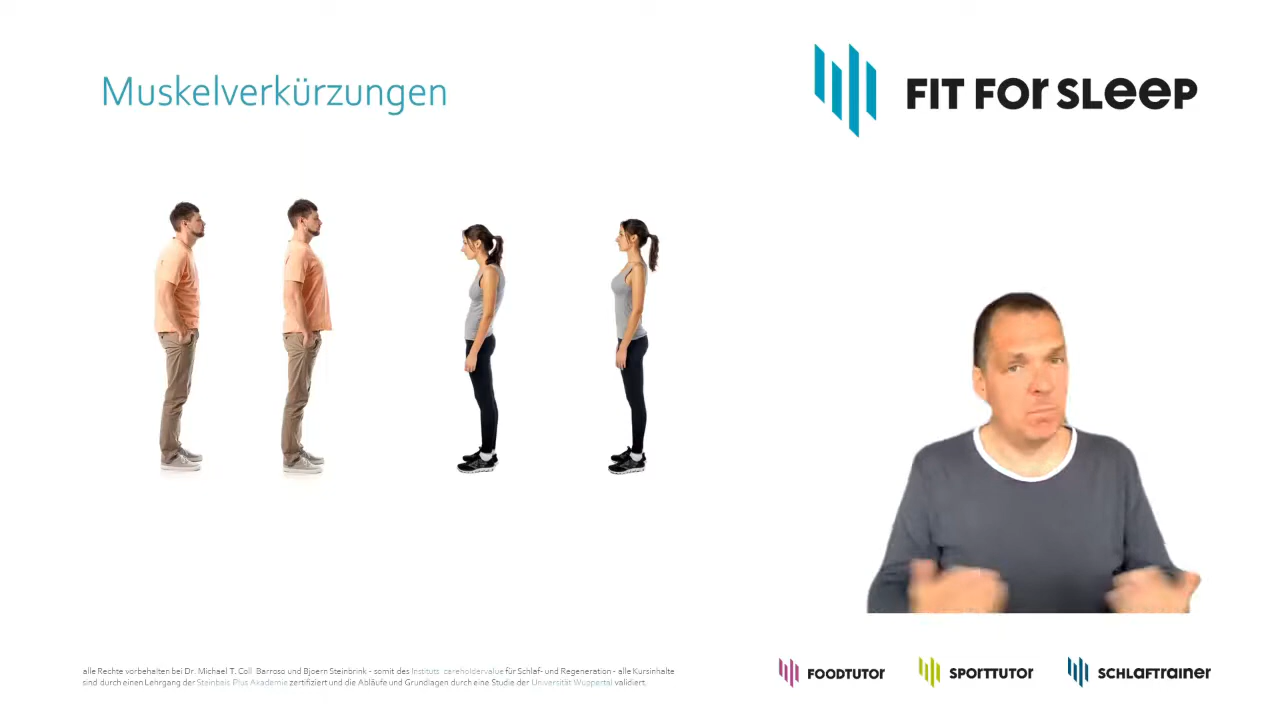 Muskelverkürzungen
FIT FOR SLEEP
alle Rechte vorbehalten bei Dr. Michael T. Coll Barroso und Bjoern Steinbrink - somit des Instituts careholdervalue für Schlaf- und Regeneration - alle Kursinhalte
sind durch einen Lehrgang der Steinbeis Plus Akademie zertifiziert und die Abläufe und Grundlagen durch eine Studie der Universität Wuppertal validiert.
FOODTUTOR
SPORTTUTOR
SCHLAFTRAINER